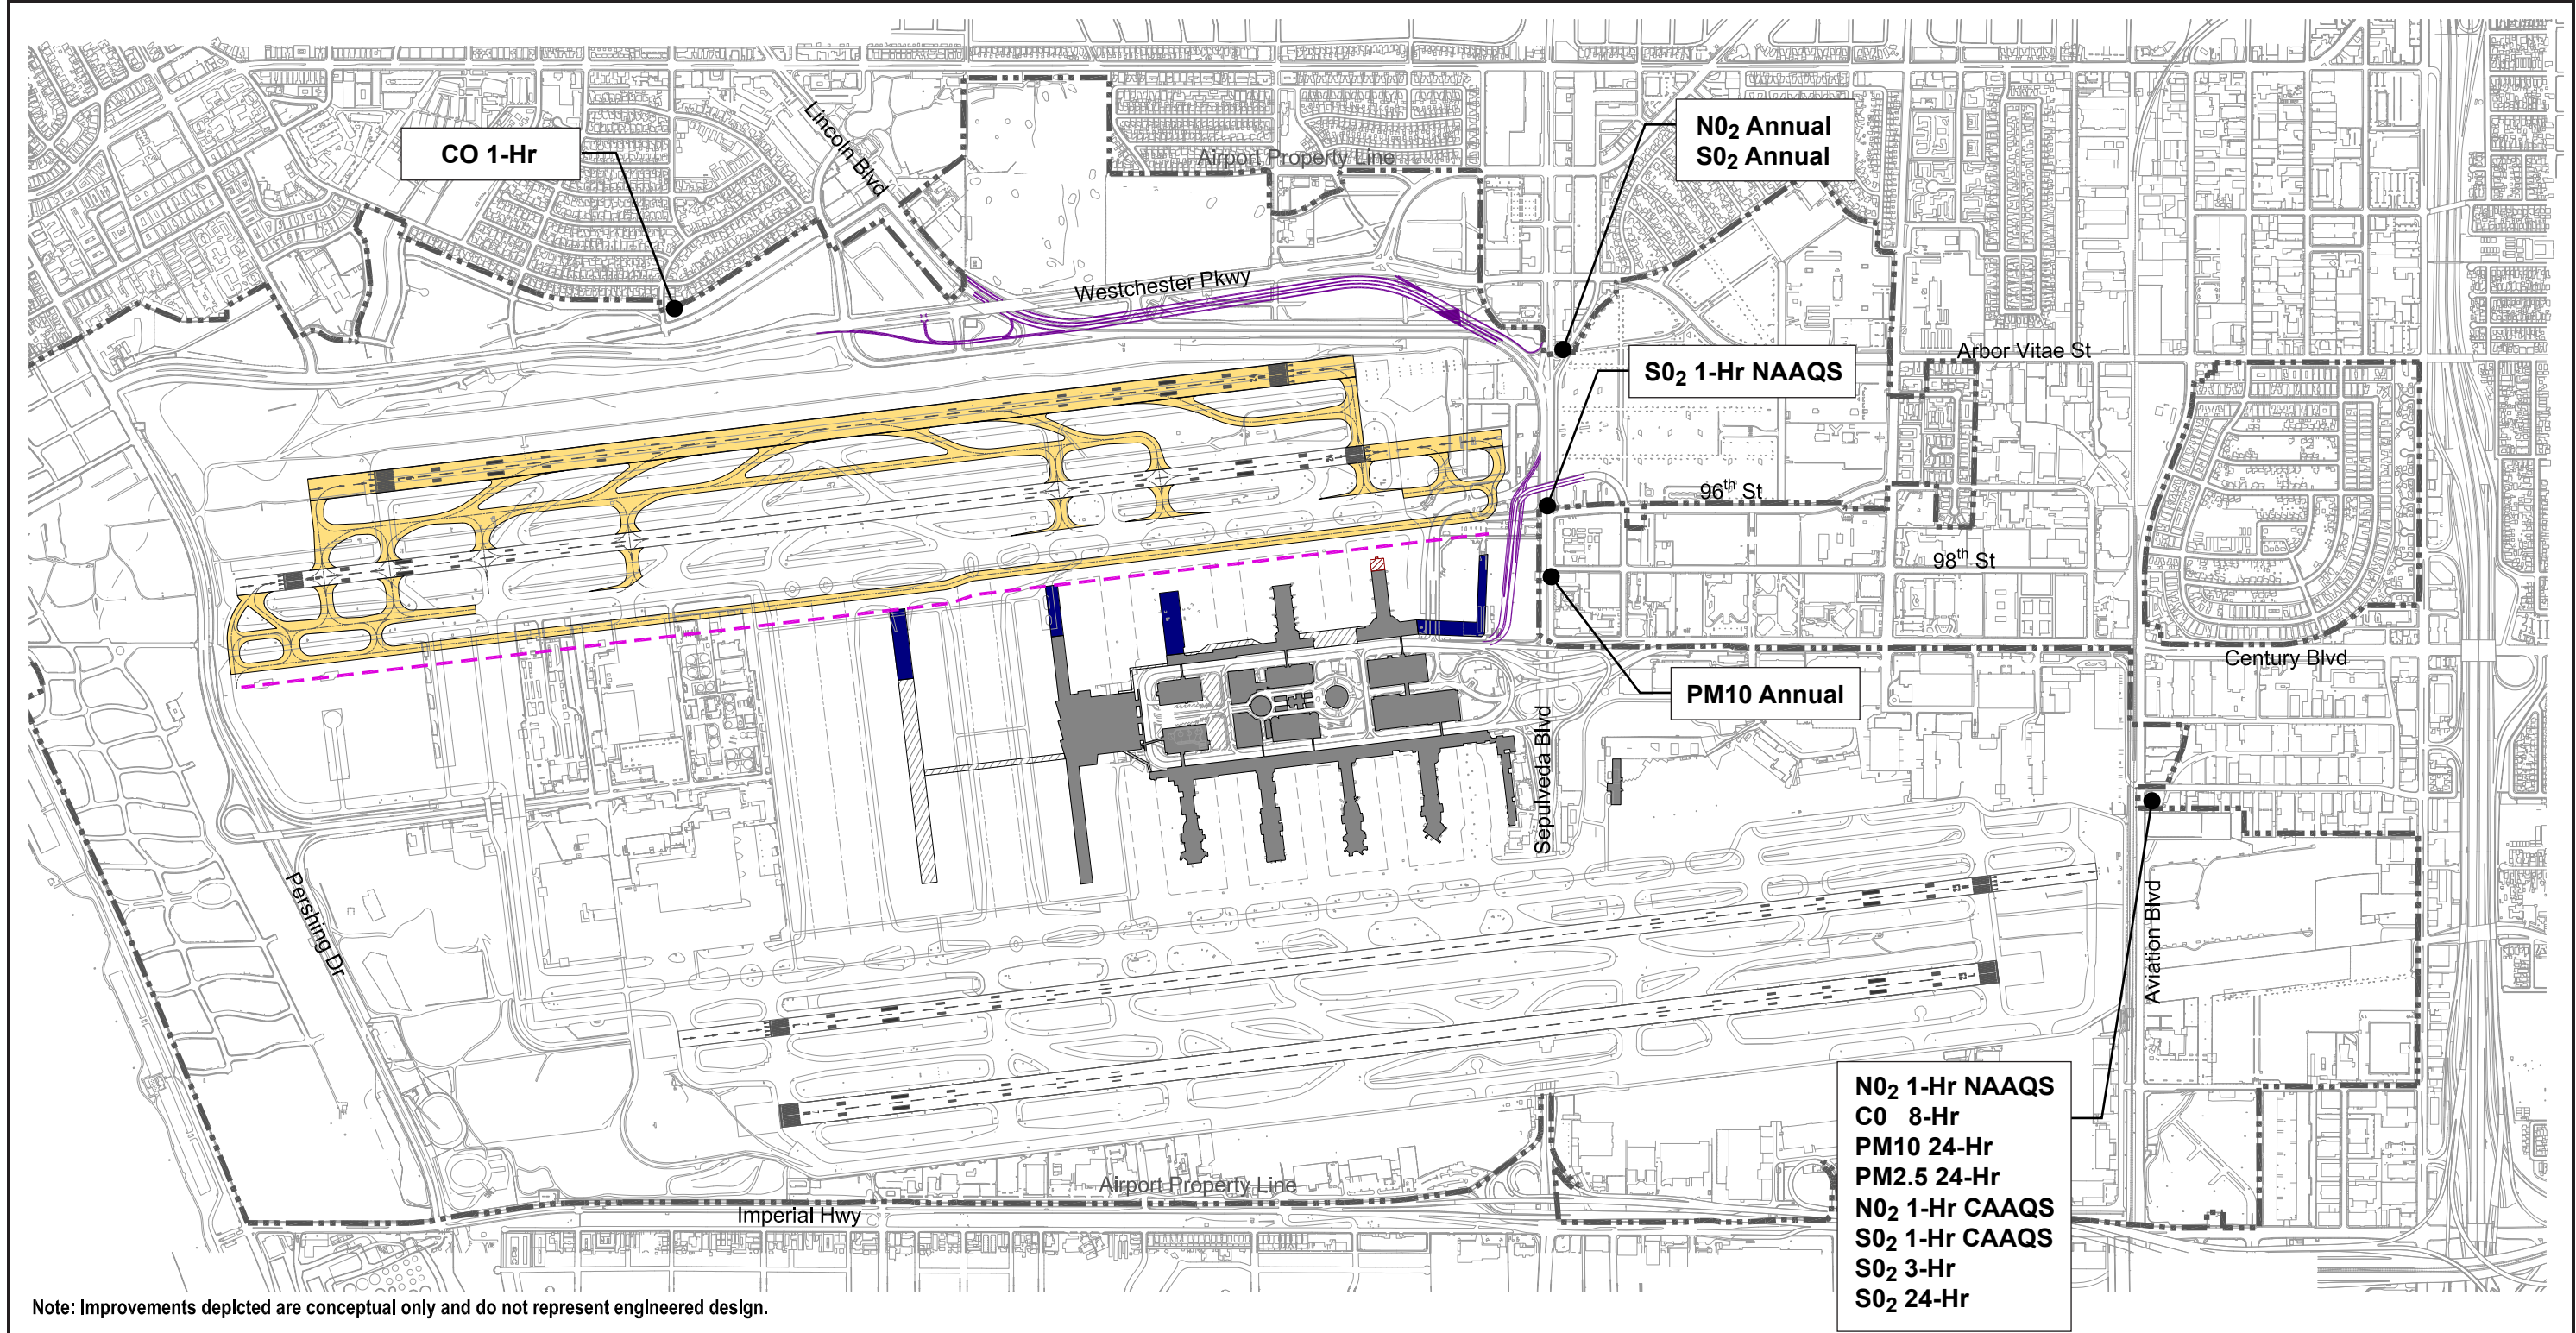 CO 1-Hr
Lincoln Blvd
N0₂ Annual
S0₂ Annual
Airport Property Line
Westchester Pkwy
S0₂ 1-Hr NAAQS
Arbor Vitae St
96th St
98th St
Century Blvd
PM10 Annual
Sepulveda Blvd
Pershing Dr
Aviation Blvd
N0₂ 1-Hr NAAQS
C0 8-Hr
PM10 24-Hr
PM2.5 24-Hr
N0₂ 1-Hr CAAQS
S0₂ 1-Hr CAAQS
S0₂ 3-Hr
S0₂ 24-Hr
Airport Property Line
Imperial Hwy
Note: Improvements depicted are conceptual only and do not represent engineered design.